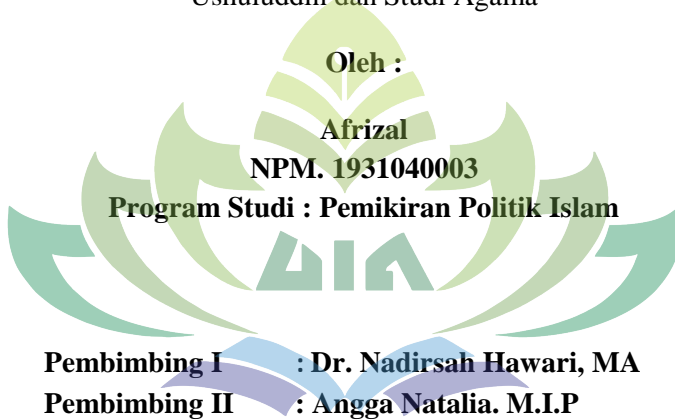 Ushuluddin dan Studi Agama
Oleh :
Afrizal
NPM. 1931040003
Program Studi : Pemikiran Politik Islam
UIN
Pembimbing I : Dr. Nadirsah Hawari, MA
Pembimbing II : Angga Natalia. M.I.P